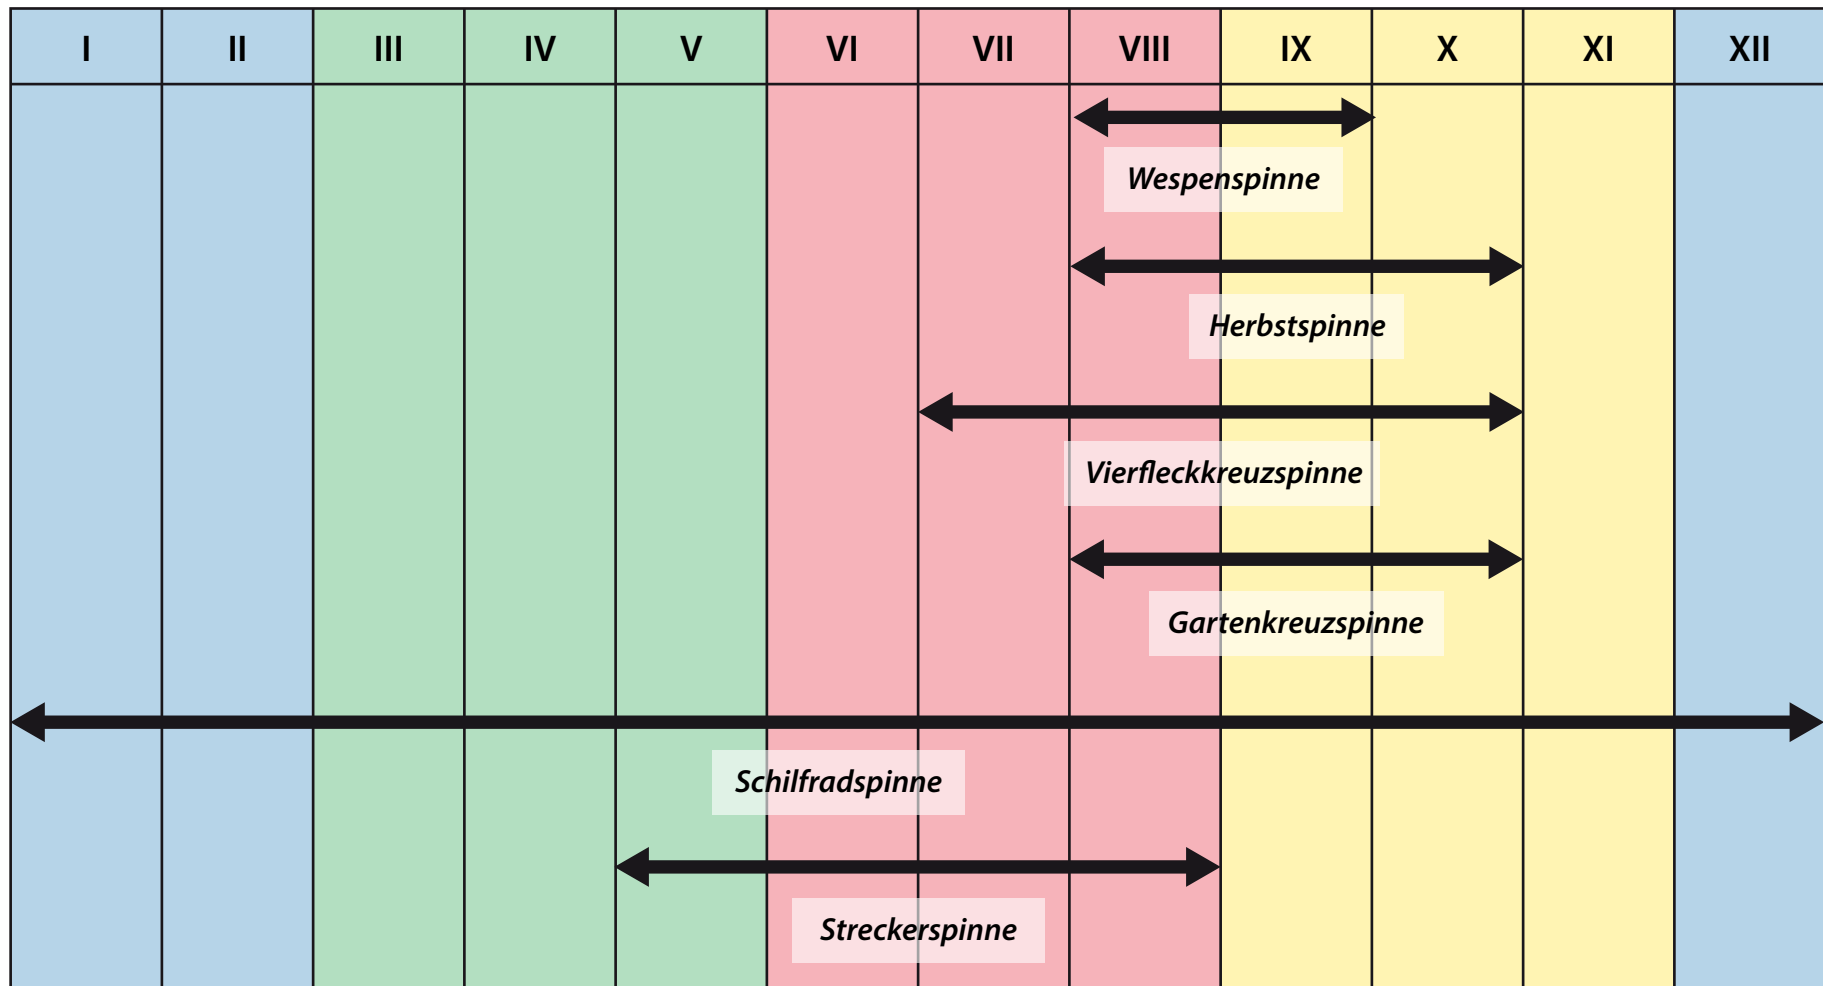 I II III IV V VI VII VIII IX X XI XII
Wespenspinne
Herbstspinne
Vierfleckkreuzspinne
Gartenkreuzspinne
Schilfradspinne
Streckerspinne